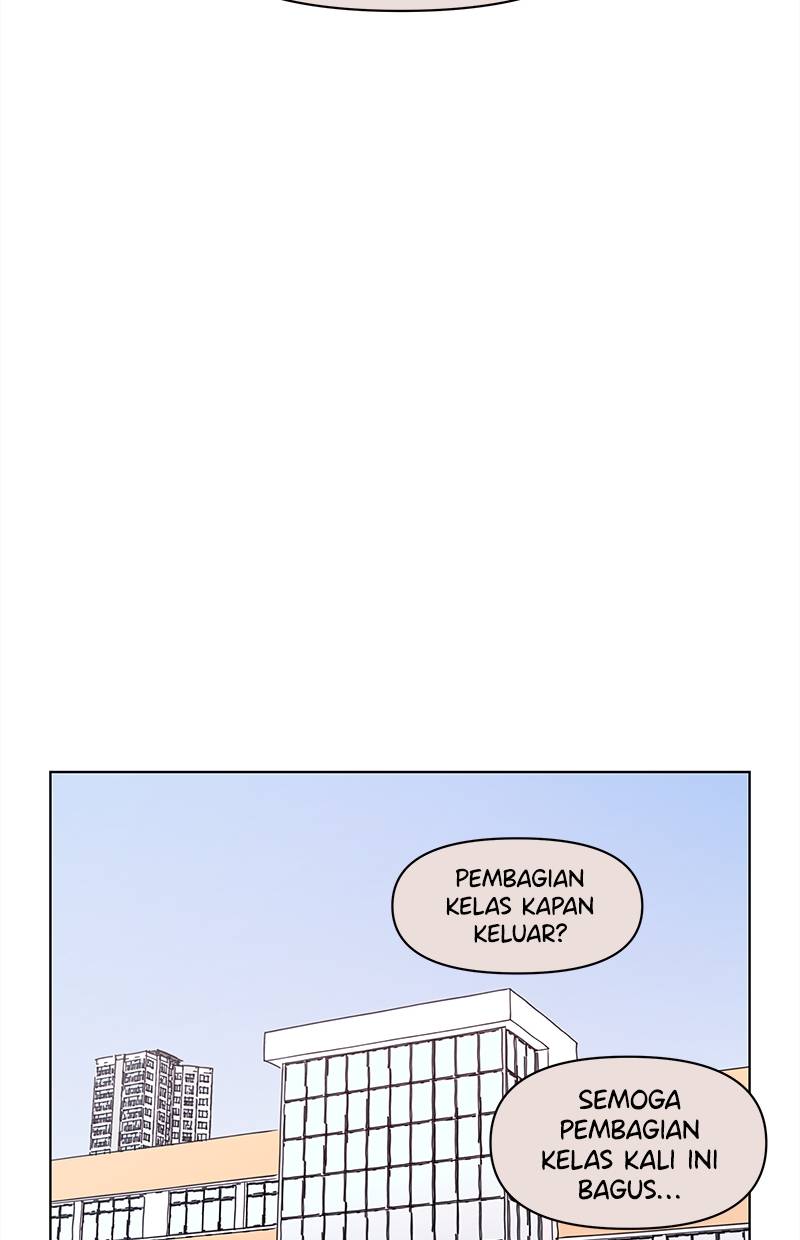 PEMBAGIAN
KELAS KAPAN
KELUAR?
SEMOGA
PEMBAGIAN
KELAS KALI INI
BAGUS...